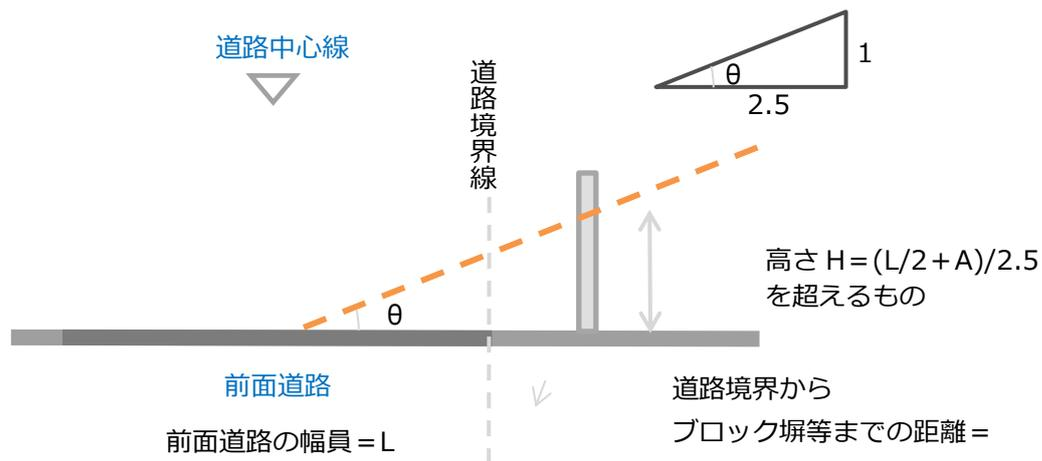 道路中心線
道路境界線
1
θ
2.5
θ
高さ H＝(L/2＋A)/2.5
を超えるもの
前面道路
前面道路の幅員＝L
道路境界から
ブロック塀等までの距離＝